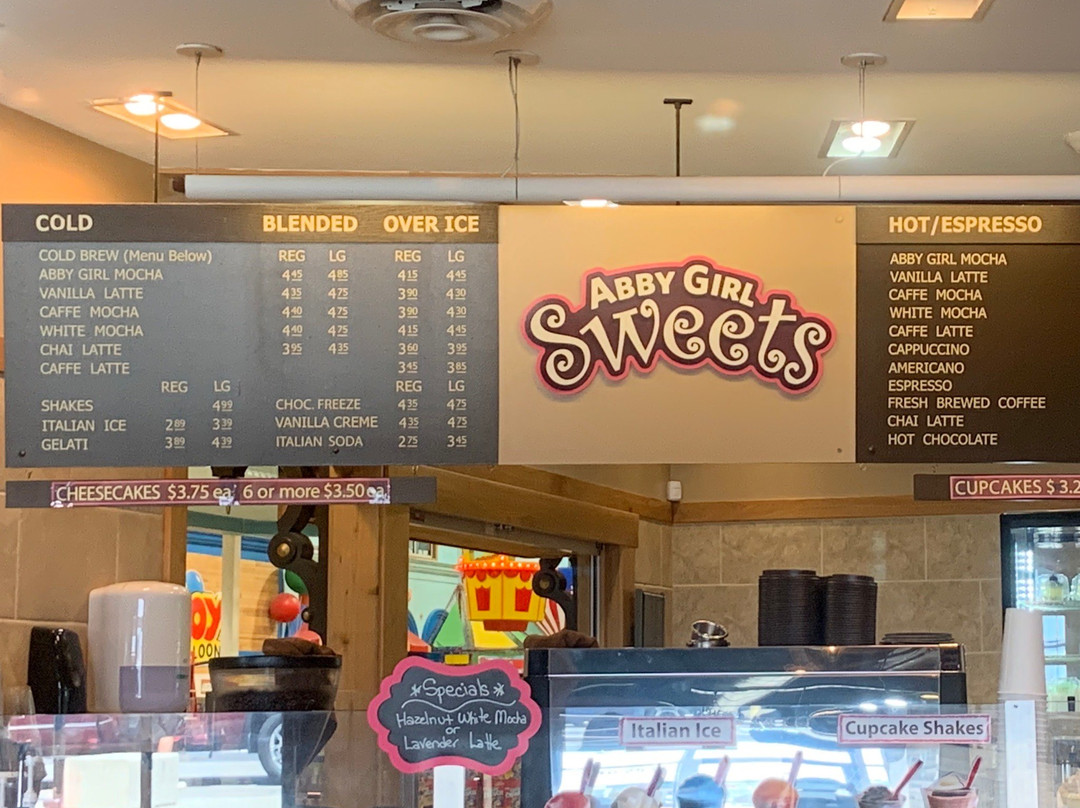 COLD BLENDED OVER ICE
COLD BREW (Menu Below) REG LG REG LG
ABBY GIRL MOCHA 4.45 4.85 4.15 4.45
VANILLA LATTE 4.35 4.75 3.90 4.30
CAFFE MOCHA 4.40 4.75 3.90 4.30
WHITE MOCHA 4.40 4.75 4.15 4.45
CHAI LATTE 3.95 4.35 3.60 3.95
CAFFE LATTE 3.45 3.85
REG LG REG LG
SHAKES 4.99 CHOC. FREEZE 4.35 4.75
ITALIAN ICE 2.89 3.39 VANILLA CREME 4.35 4.75
GELATI 3.89 4.39 ITALIAN SODA 2.75 3.45
ABBY GIRL
Sweets
HOT/ESPRESSO
ABBY GIRL MOCHA
VANILLA LATTE
CAFFE MOCHA
WHITE MOCHA
CAFFE LATTE
CAPPUCCINO
AMERICANO
ESPRESSO
FRESH BREWED COFFEE
CHAI LATTE
HOT CHOCOLATE
CHEESECAKES $3.75 ea 6 or more $3.50 ea
CUPCAKES $ 3.2
OY
LOON
Specials
Hazelnut White Mocha
or
Lavender Latte
Italian Ice
Cupcake Shakes